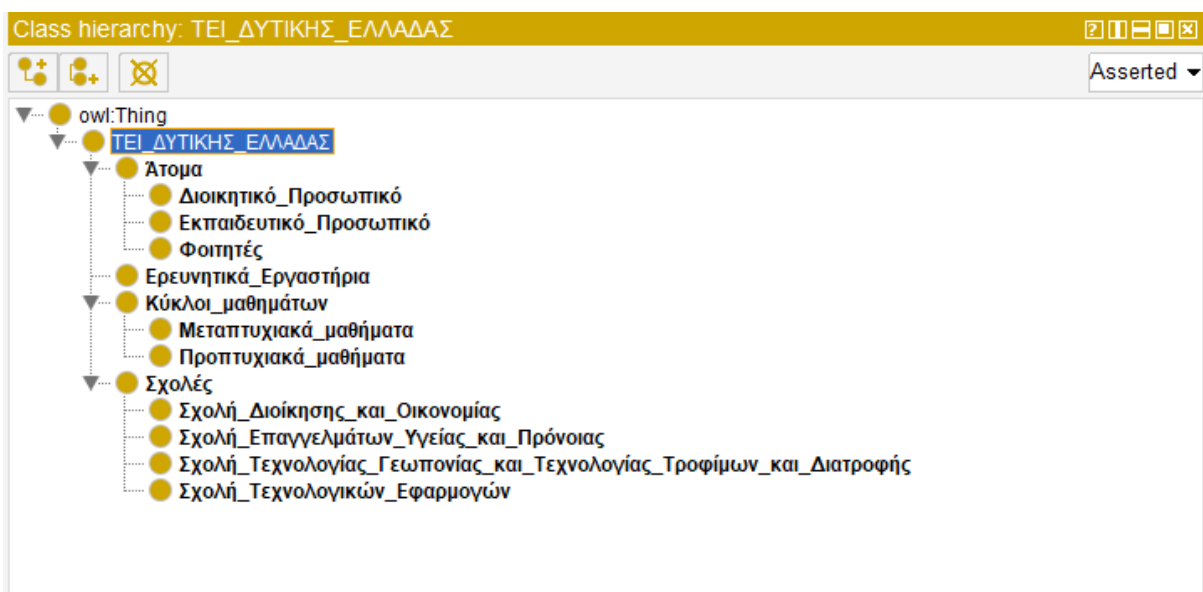 Class hierarchy: ΤΕΙ_ΔΥΤΙΚΗΣ_ΕΛΛΑΔΑΣ
Asserted
owl:Thing
ΤΕΙ_ΔΥΤΙΚΗΣ_ΕΛΛΑΔΑΣ
Άτομα
Διοικητικό_Προσωπικό
Εκπαιδευτικό_Προσωπικό
Φοιτητές
Ερευνητικά_Εργαστήρια
Κύκλοι_μαθημάτων
Μεταπτυχιακά_μαθήματα
Προπτυχιακά_μαθήματα
Σχολές
Σχολή_Διοίκησης_και_Οικονομίας
Σχολή_Επαγγελμάτων_Υγείας_και_Πρόνοιας
Σχολή_Τεχνολογίας_Γεωπονίας_και_Τεχνολογίας_Τροφίμων_και_Διατροφής
Σχολή_Τεχνολογικών_Εφαρμογών